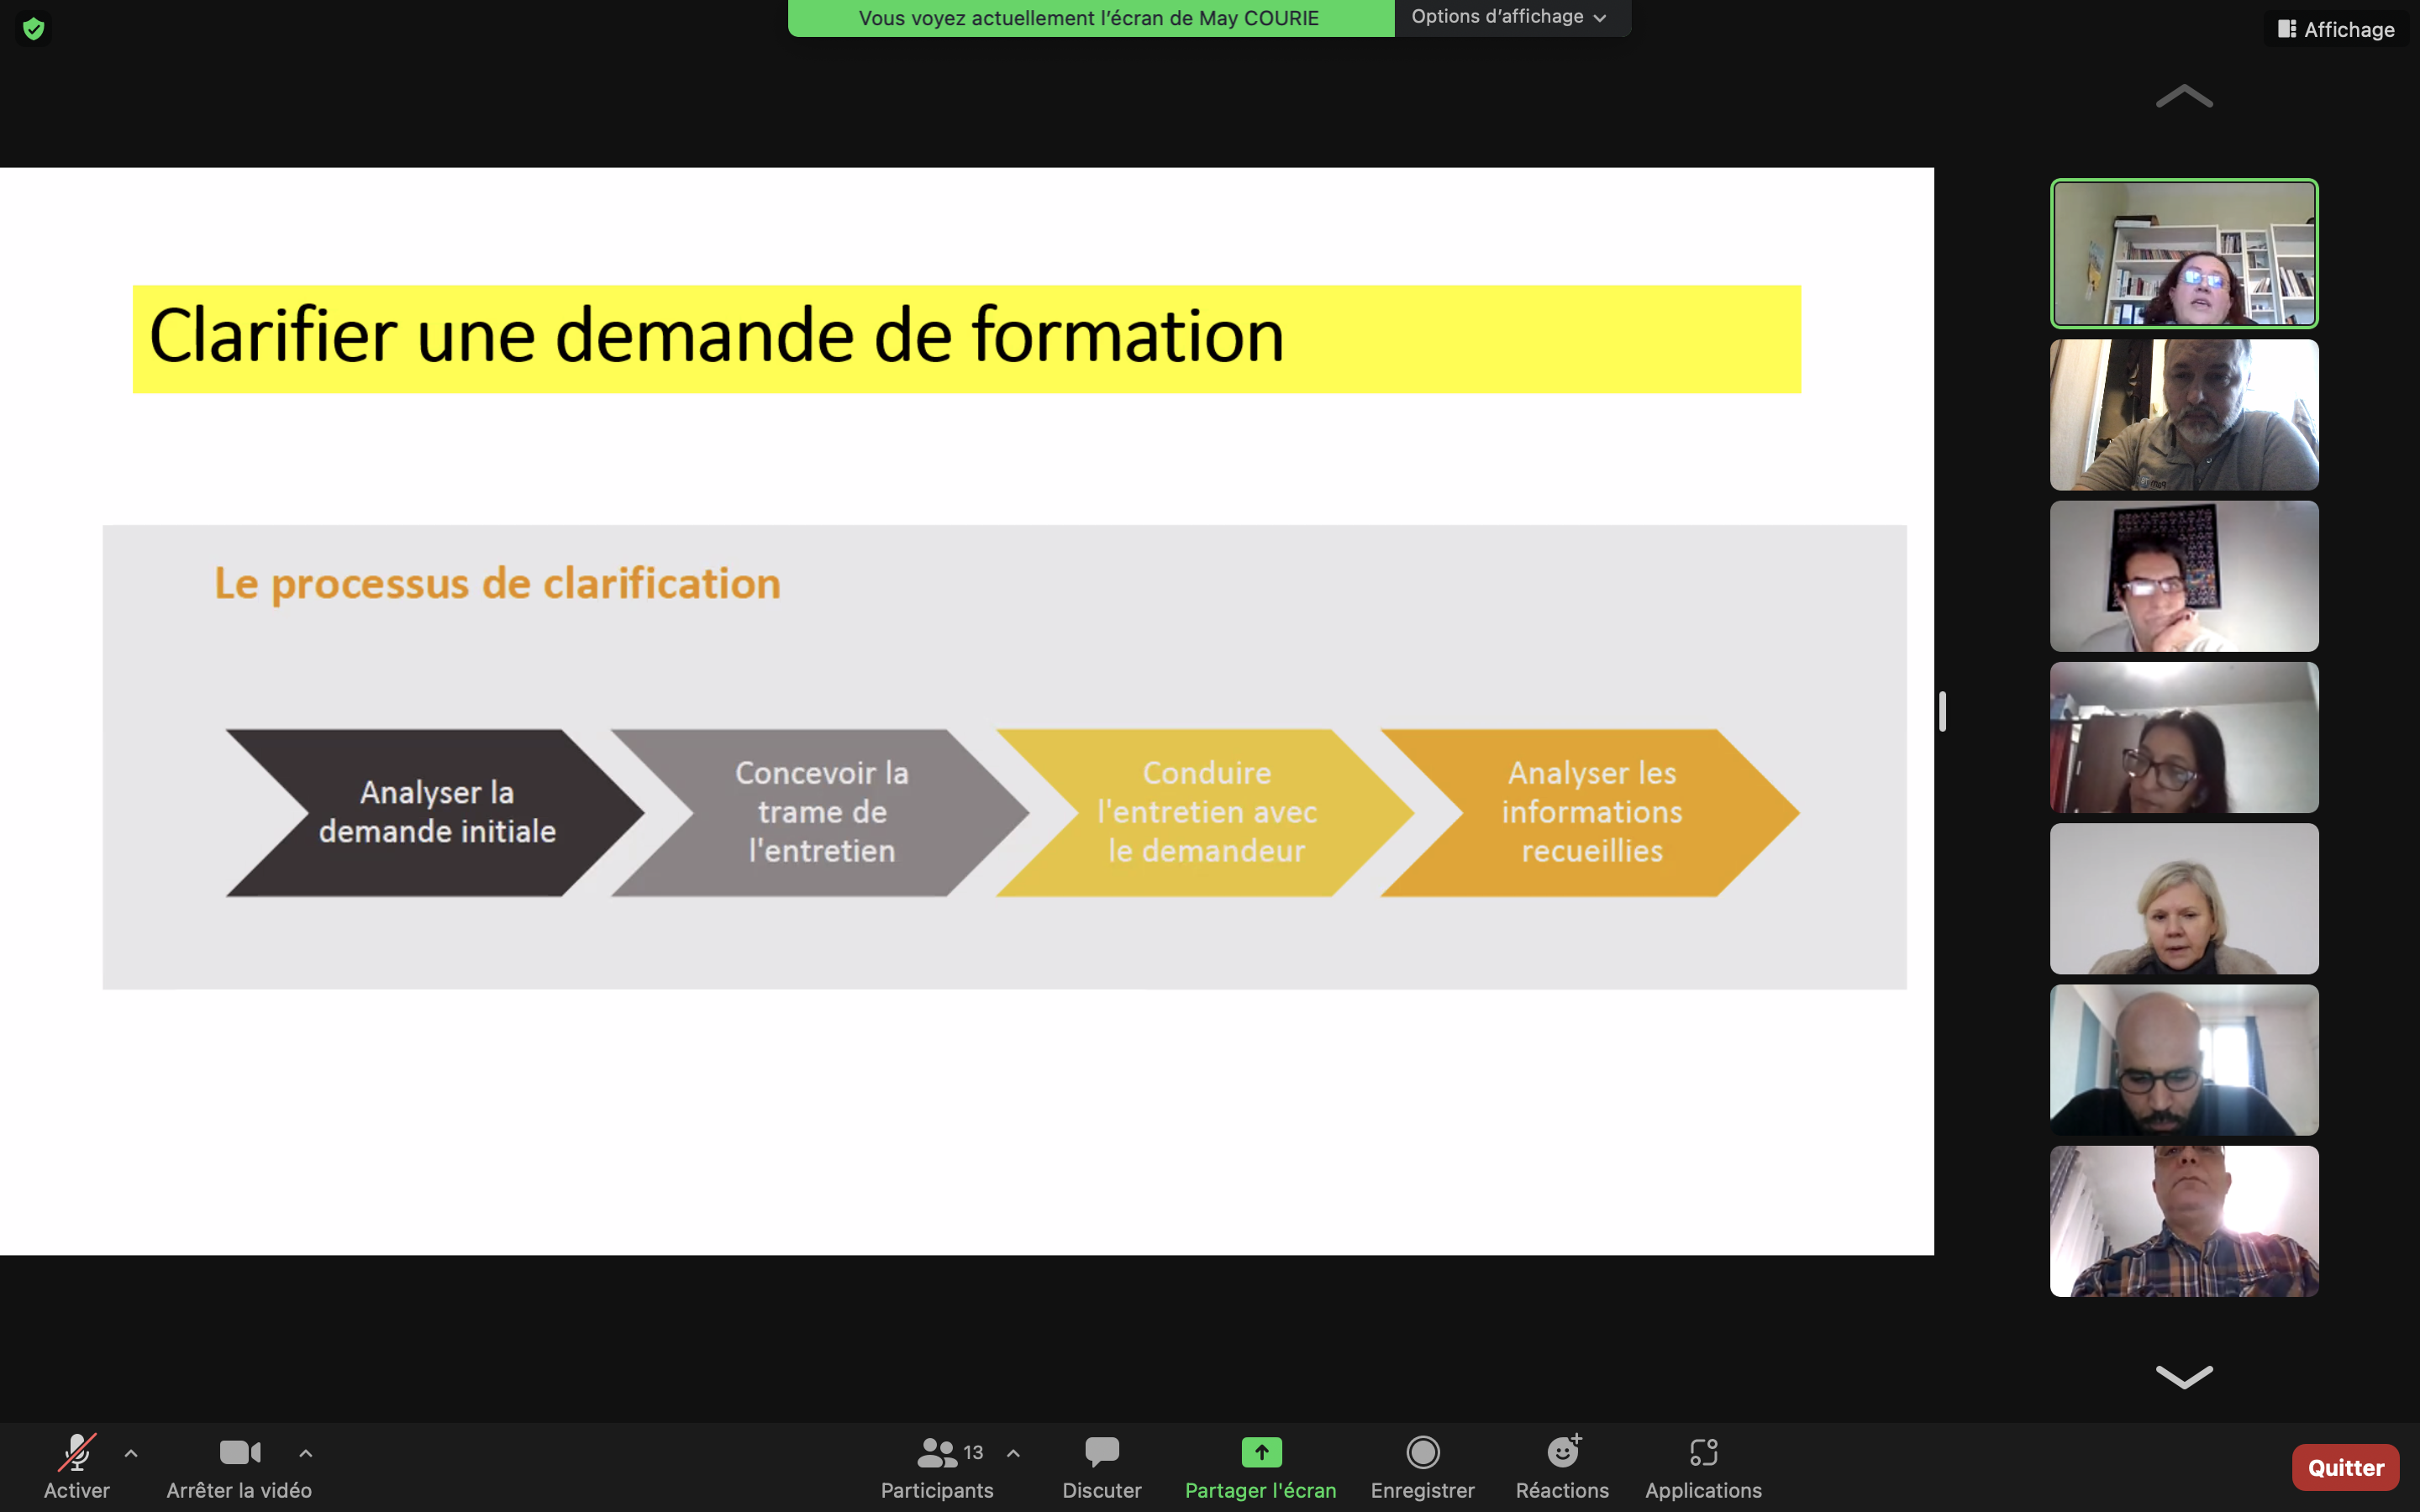 Vous voyez actuellement l'écran de May COURIE
Options d'affichage
Affichage
Clarifier une demande de formation
Le processus de clarification
Analyser la
demande initiale
Concevoir la
trame de
l'entretien
Conduire
l'entretien avec
le demandeur
Analyser les
informations
recueillies
Activer
Arrêter la vidéo
13
Participants
Discuter
Partager l'écran
Enregistrer
Réactions
Applications
Quitter